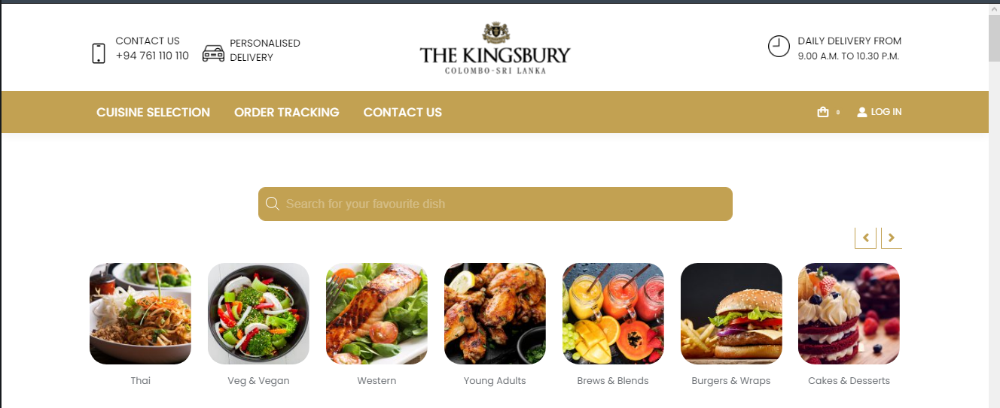 CONTACT US
+94 761 110 110
PERSONALISED
DELIVERY
THE KINGSBURY
COLOMBO-SRI LANKA
DAILY DELIVERY FROM
9.00 A.M. TO 10.30 P.M.
CUISINE SELECTION
ORDER TRACKING
CONTACT US
0
LOG IN
Search for your favourite dish
Thai
Veg & Vegan
Western
Young Adults
Brews & Blends
Burgers & Wraps
Cakes & Desserts